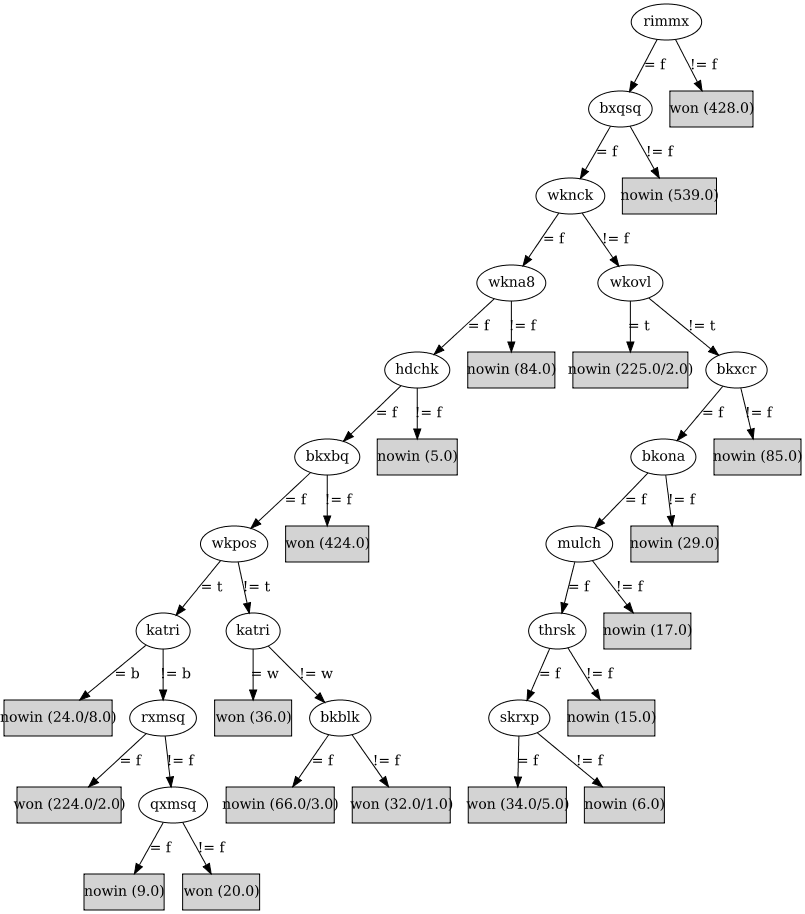 rimmx
= f != f
bxqsq won (428.0)
= f != f
wknck nowin (539.0)
= f != f
wkna8 wkovl
= f != f = t != t
hdchk nowin (84.0) nowin (225.0/2.0) bkxcr
= f != f = f != f
bkxbq nowin (5.0) bkona nowin (85.0)
= f != f = f != f
wkpos won (424.0) mulch nowin (29.0)
= t != t = f != f
katri katri thrsk nowin (17.0)
= b != b = w != w = f != f
nowin (24.0/8.0) rxmsq won (36.0) bkblk skrxp nowin (15.0)
= f != f = f != f = f != f
won (224.0/2.0) qxmsq nowin (66.0/3.0) won (32.0/1.0) won (34.0/5.0) nowin (6.0)
= f != f
nowin (9.0) won (20.0)